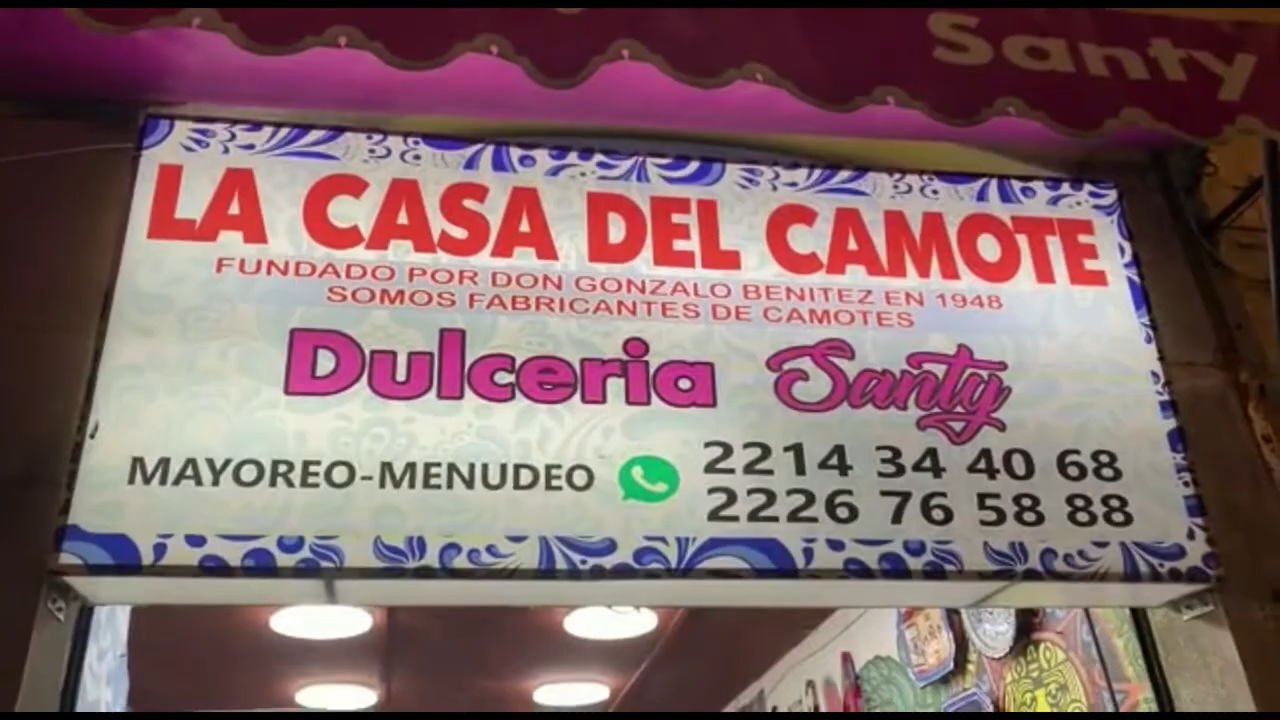 Santy
LA CASA DEL CAMOTE
FUNDADO POR DON GONZALO BENITEZ EN 1948
SOMOS FABRICANTES DE CAMOTES
Dulceria Santy
MAYOREO-MENUDEO 2214 34 40 68
2226 76 58 88